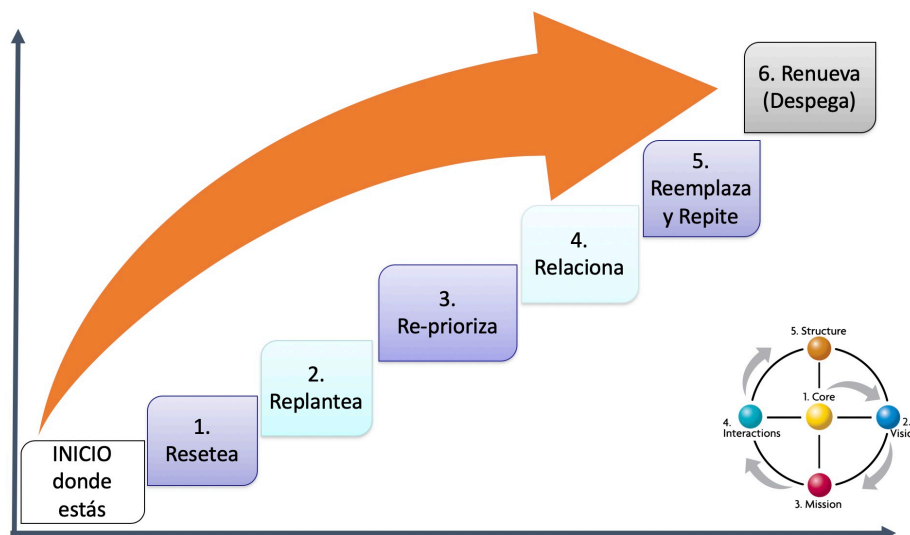 INICIO
donde
estás
1.
Resetea
2.
Replantea
3.
Re-prioriza
4.
Relaciona
5.
Reemplaza
y Repite
6. Renueva
(Despega)
5. Structure
1. Core
4.
Interactions
2.
3. Mission